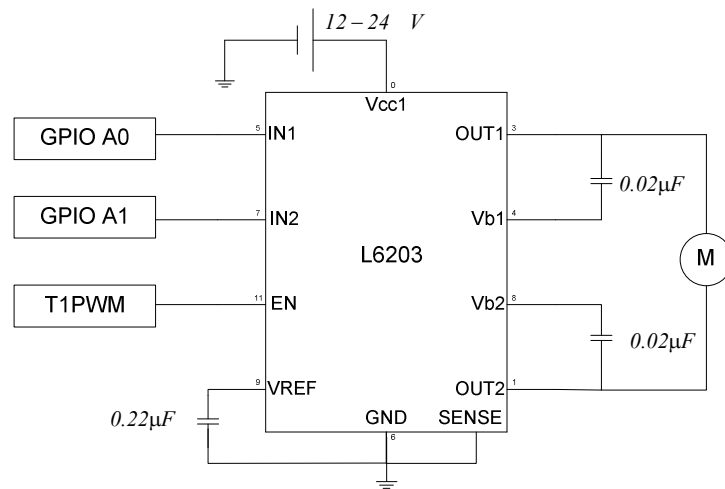 12 – 24 V
0
Vcc1
GPIO A0
5
IN1
OUT1
3
0.02µF
GPIO A1
7
IN2
Vb1
4
L6203
M
T1PWM
11
EN
Vb2
8
0.02µF
9
VREF
OUT2
1
0.22µF
GND
SENSE
6